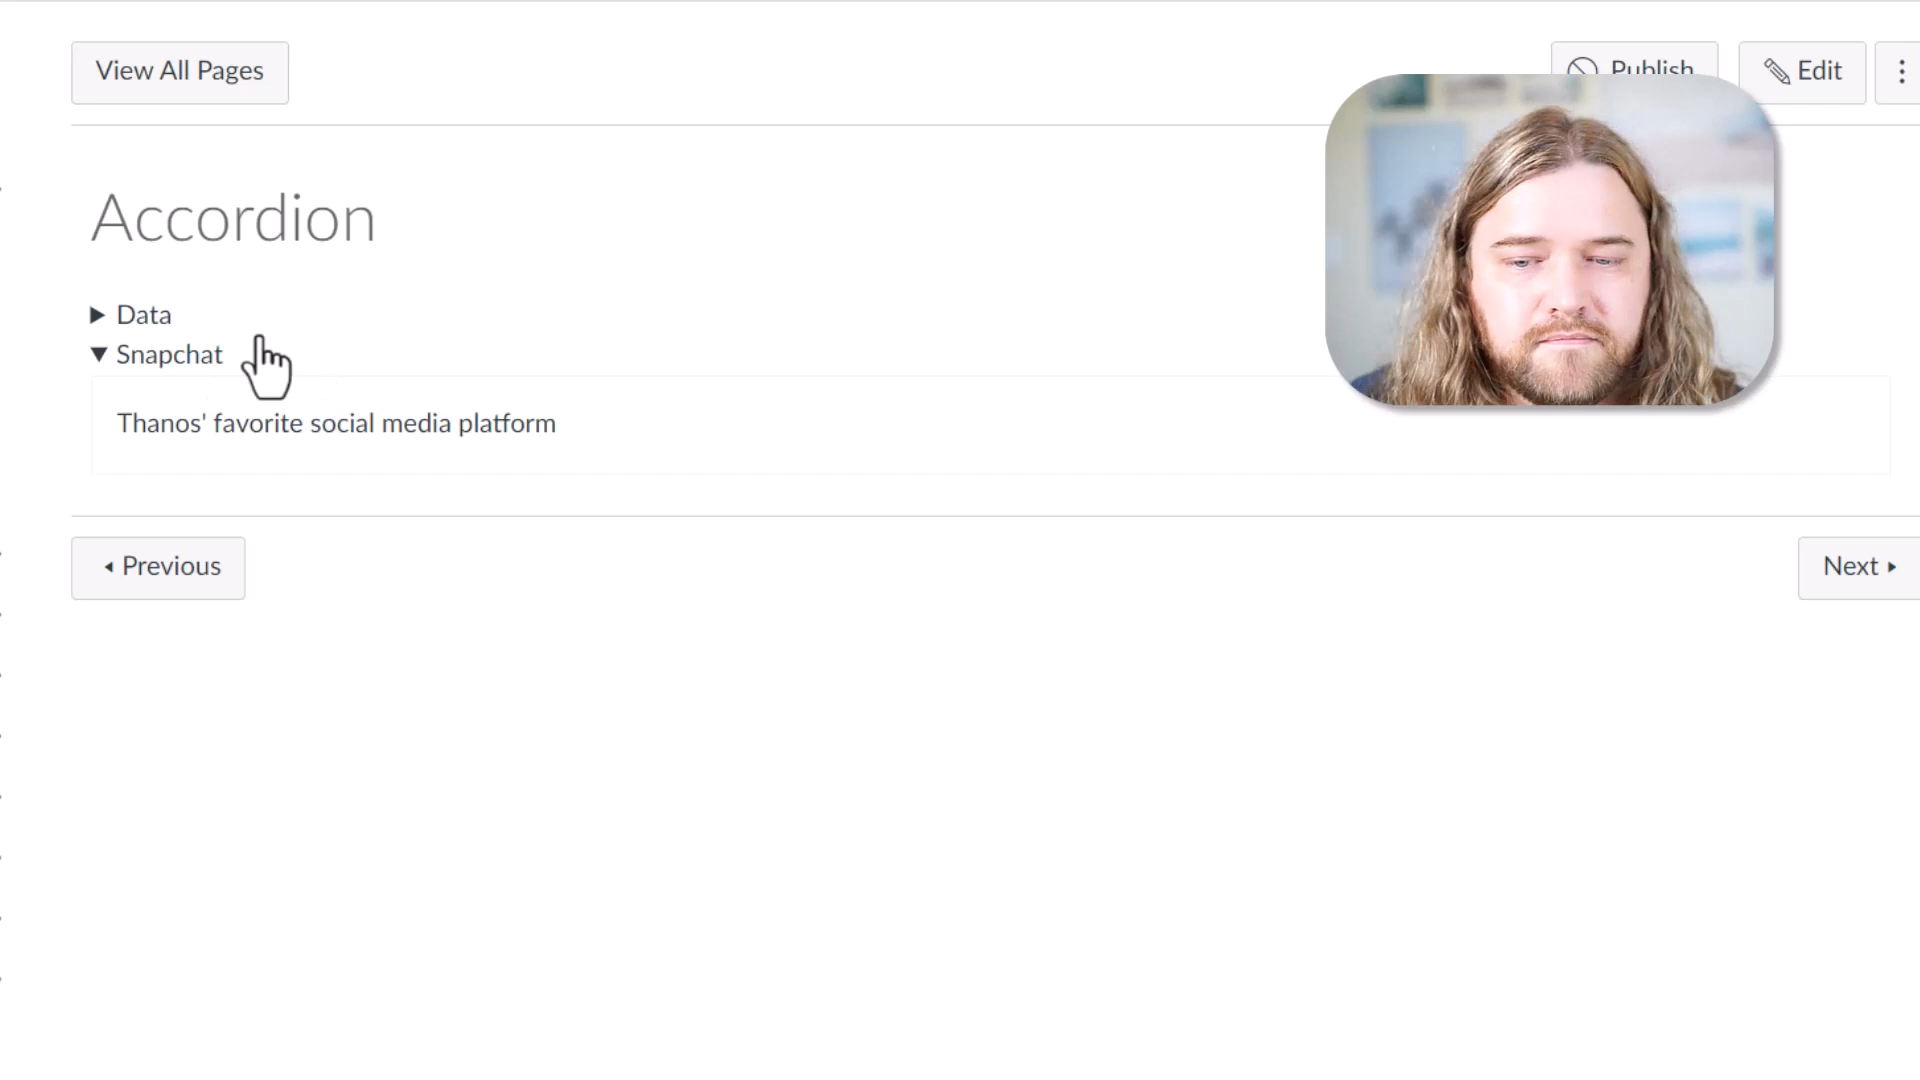 View All Pages
Publish
Edit
Accordion
Data
Snapchat
Thanos' favorite social media platform
Previous
Next